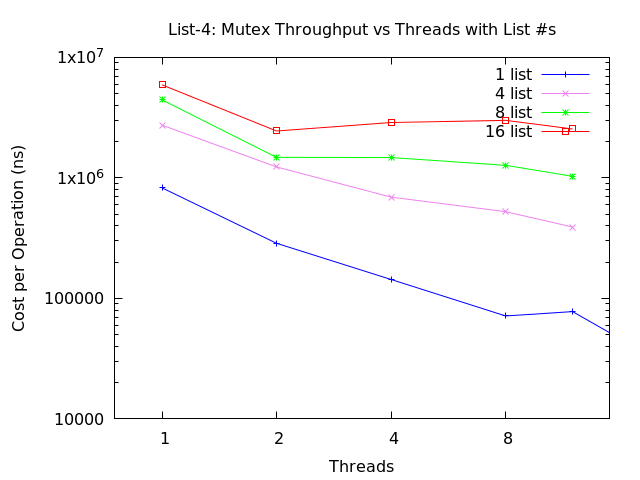 List-4: Mutex Throughput vs Threads with List #s
1x10^7
1x10^6
100000
10000
Cost per Operation (ns)
1 list
4 list
8 list
16 list
1 2 4 8
Threads